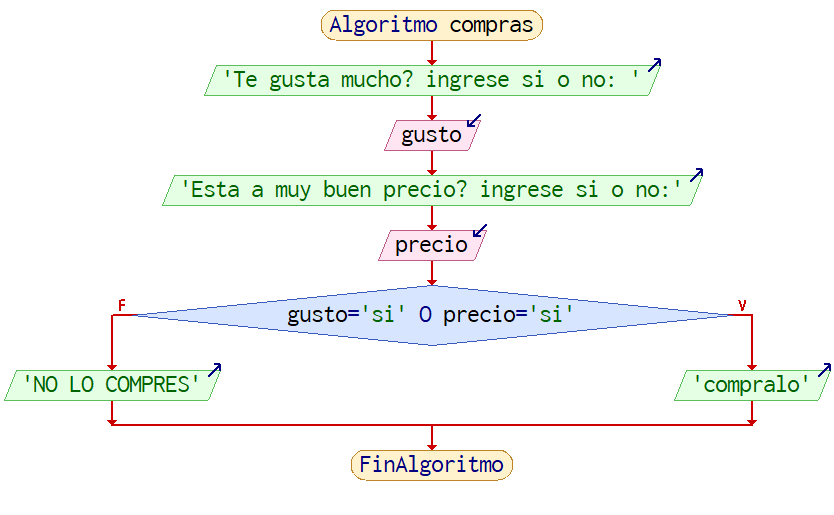 Algoritmo compras
'Te gusta mucho? ingrese si o no: '
gusto
'Esta a muy buen precio? ingrese si o no:'
precio
F
V
gusto='si' O precio='si'
'NO LO COMPRES'
'compralo'
FinAlgoritmo